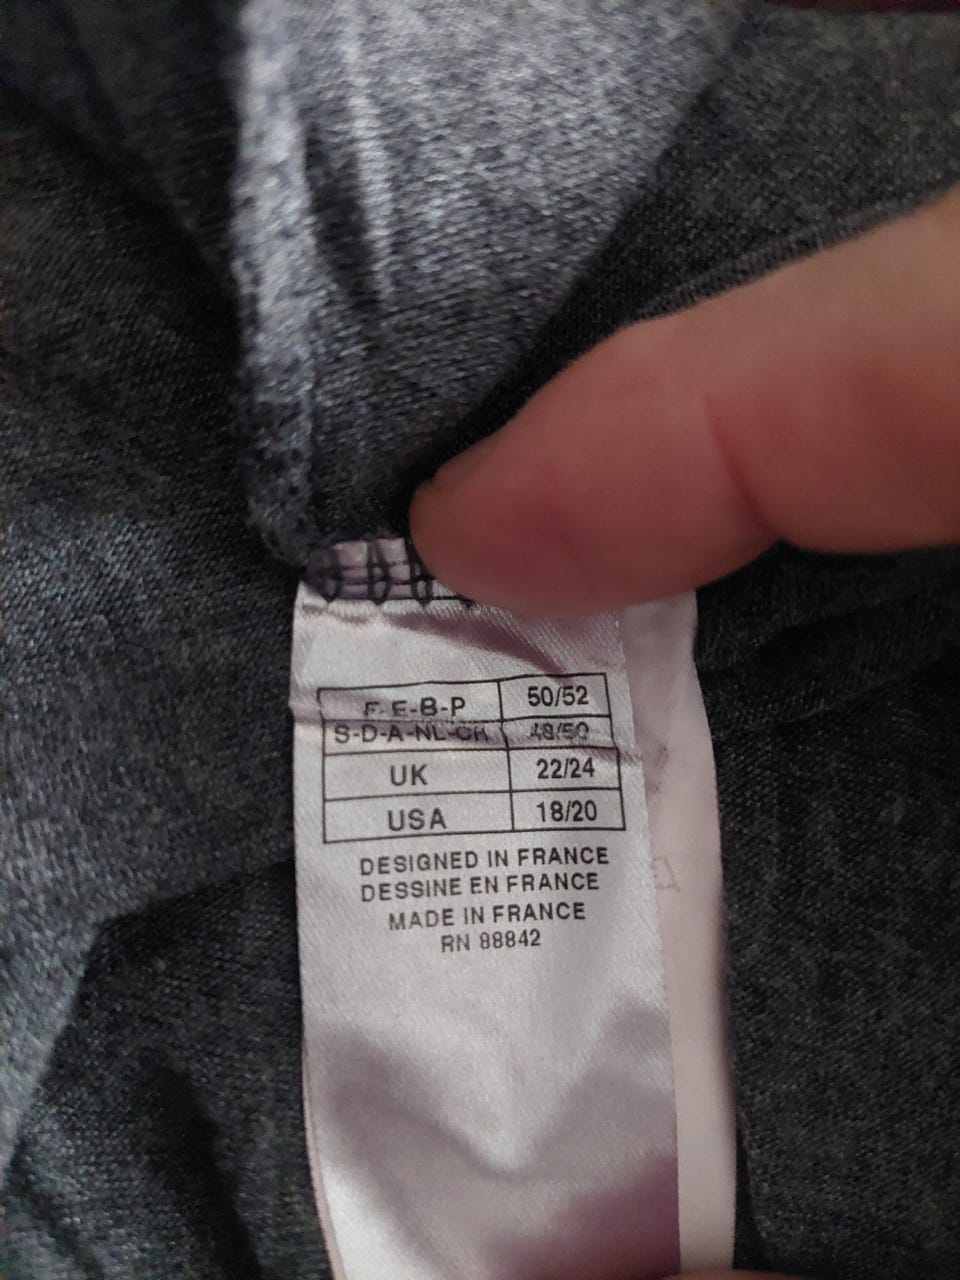 F-E-B-P 50/52
S-D-A-NL-CH 48/50
UK 22/24
USA 18/20
DESIGNED IN FRANCE
DESSINE EN FRANCE
MADE IN FRANCE
RN 88842